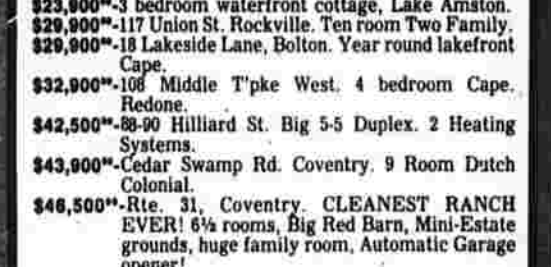 $23,900**-3 bedroom waterfront cottage, Lake Amston.
$29,900**-117 Union St. Rockville. Ten room Two Family.
$29,900**-18 Lakeside Lane, Bolton. Year round lakefront
Cape.
$32,900**-108 Middle T'pke West. 4 bedroom Cape.
Redone.
$42,500**-88-90 Hilliard St. Big 5-5 Duplex. 2 Heating
Systems.
$43,900**-Cedar Swamp Rd. Coventry. 9 Room Dutch
Colonial.
$46,500**-Rte. 31, Coventry. CLEANEST RANCH
EVER! 6½ rooms, Big Red Barn, Mini-Estate
grounds, huge family room, Automatic Garage
opener!